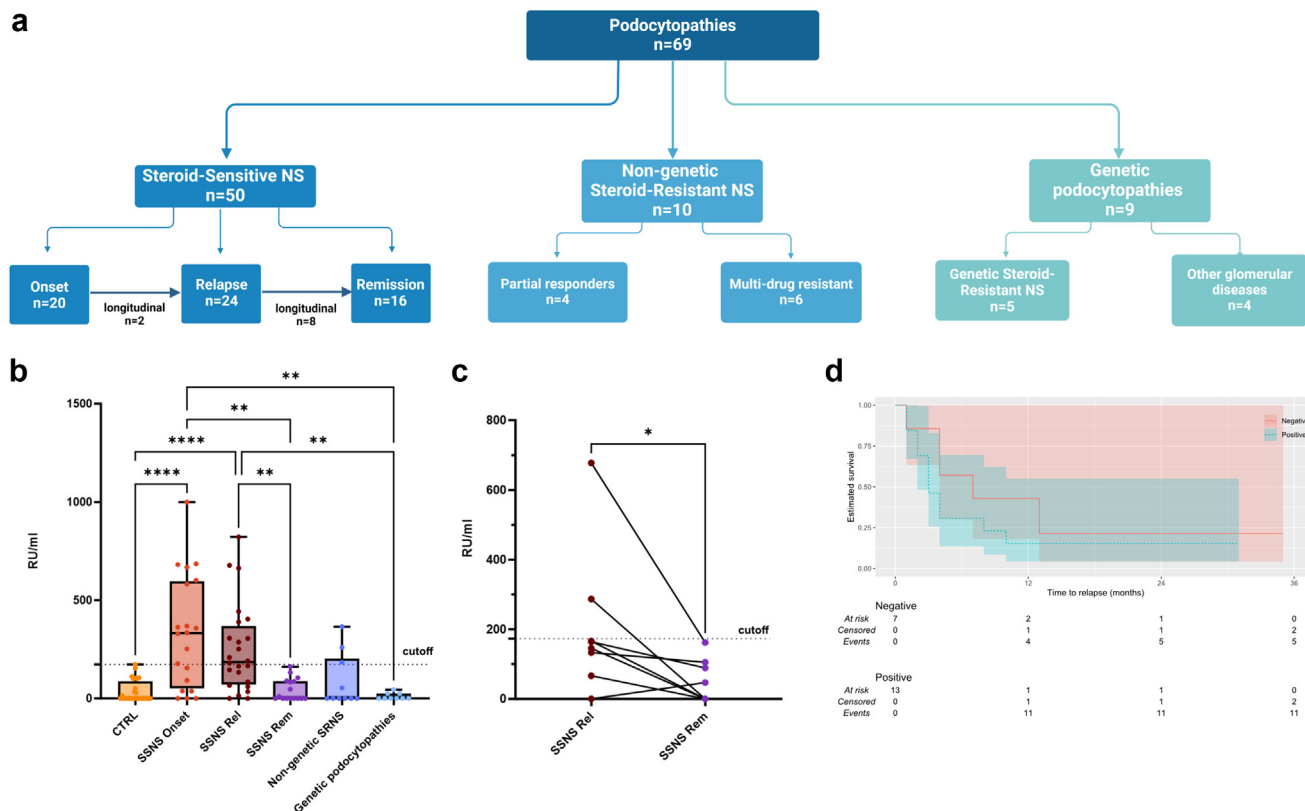 a
Podocytopathies
n=69
Steroid-Sensitive NS
n=50
Non-genetic
Steroid-Resistant NS
n=10
Genetic
podocytopathies
n=9
Onset
n=20
longitudinal
n=2
Relapse
n=24
longitudinal
n=8
Remission
n=16
Partial responders
n=4
Multi-drug resistant
n=6
Genetic Steroid-
Resistant NS
n=5
Other glomerular
diseases
n=4
b
RU/ml
1500
1000
500
0
**
**
**** **
**** **
cutoff
CTRL
SSNS Onset
SSNS Rel
SSNS Rem
Non-genetic SRNS
Genetic podocytopathies
c
RU/ml
800
600
400
200
0
*
cutoff
SSNS Rel
SSNS Rem
d
Estimated survival
1.00
0.75
0.50
0.25
0.00
Negative
Positive
0 12 24 36
Time to relapse (months)
Negative
At risk 7 2 1 0
Censored 0 1 1 2
Events 0 4 5 5
Positive
At risk 13 1 1 0
Censored 0 1 1 2
Events 0 11 11 11